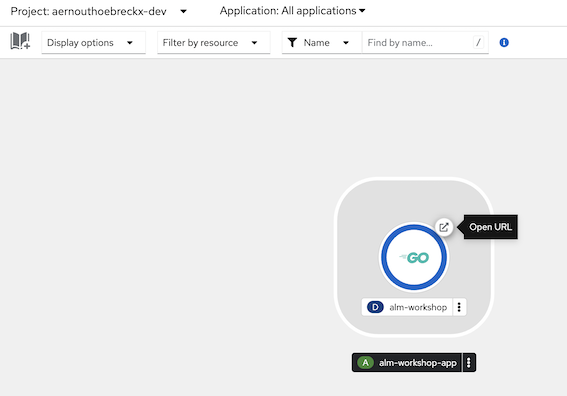 Project: aernouthoebreckx-dev Application: All applications
Display options Filter by resource Name Find by name... / i
Open URL
GO
D alm-workshop
A alm-workshop-app